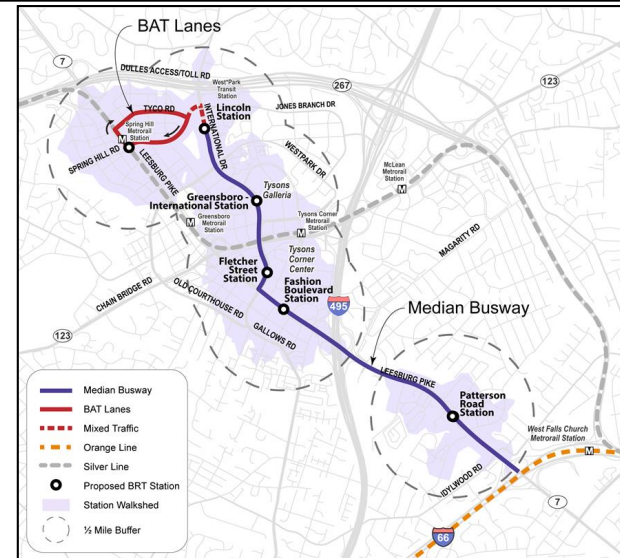 BAT Lanes
7
DULLES ACCESS/TOLL RD
267
123
West*Park
Transit
Station
TYCO RD
Lincoln
Station
JONES BRANCH DR
INTERNATIONAL DR
Spring Hill
Metrorail
Station
M
SPRING HILL RD
LEESBURG PIKE
WESTPARK DR
McLean
Metrorail
Station
M
Greensboro -
International Station
Tysons
Galleria
Greensboro
Metrorail
Station
M
Tysons Corner
Metrorail
Station
M
MAGARITY RD
Tysons
Corner
Center
Fletcher
Street
Station
Fashion
Boulevard
Station
CHAIN BRIDGE RD
OLD COURTHOUSE RD
GALLOWS RD
495
Median Busway
123
LEESBURG PIKE
Patterson
Road
Station
West Falls Church
Metrorail Station
M
IDYLWOOD RD
7
66
Median Busway
BAT Lanes
Mixed Traffic
Orange Line
Silver Line
Proposed BRT Station
Station Walkshed
½ Mile Buffer